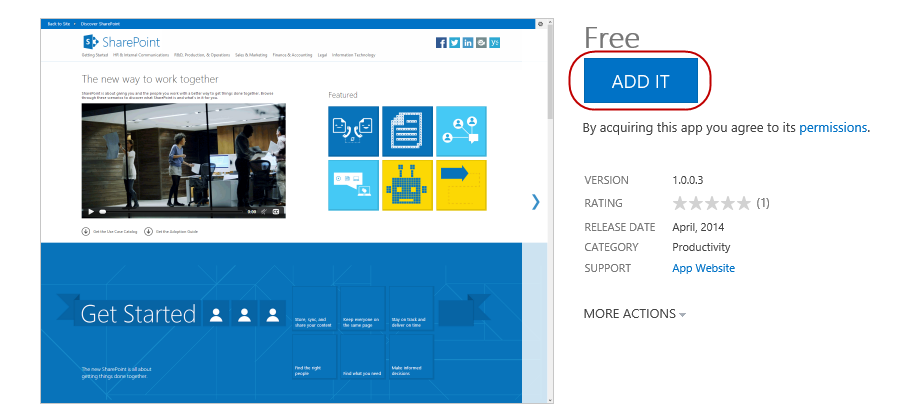 Back to Site • Discover SharePoint
SharePoint
Getting Started HR & Internal Communications R&D, Production, & Operations Sales & Marketing Finance & Accounting Legal Information Technology
The new way to work together
SharePoint is about giving you and the people you work with a better way to get things done together. Browse
through these scenarios to discover what SharePoint is and what's in it for you.
Featured
0:00
Get the Use Case Catalog Get the Adoption Guide
Get Started
Store, sync, and
share your content
Keep everyone on
the same page
Stay on track and
deliver on time
Find the right
people
Find what you need
Make informed
decisions
The new SharePoint is all about
getting things done together
Free
ADD IT
By acquiring this app you agree to its permissions.
VERSION 1.0.0.3
RATING (1)
RELEASE DATE April, 2014
CATEGORY Productivity
SUPPORT App Website
MORE ACTIONS